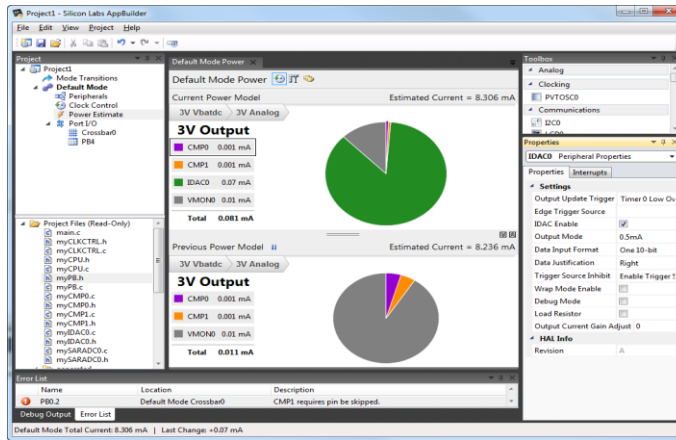 Project1 - Silicon Labs AppBuilder
File Edit View Project Help
Project
Project1
Mode Transitions
Default Mode
Peripherals
Clock Control
Power Estimate
Port I/O
Crossbar0
PB4
Project Files (Read-Only)
main.c
myCLKCTRL.h
myCLKCTRL.c
myCPU.h
myCPU.c
myPB.h
myPB.c
myCMP0.c
myCMP0.h
myCMP1.c
myCMP1.h
myIDAC0.c
myIDAC0.h
mySARADC0.c
mySARADC0.h
Default Mode Power
Default Mode Power
Current Power Model Estimated Current = 8.306 mA
3V Vbatdc 3V Analog
3V Output
CMP0 0.001 mA
CMP1 0.001 mA
IDAC0 0.07 mA
VMON0 0.01 mA
Total 0.081 mA
Previous Power Model Estimated Current = 8.236 mA
3V Vbatdc 3V Analog
3V Output
CMP0 0.001 mA
CMP1 0.001 mA
VMON0 0.01 mA
Total 0.011 mA
Toolbox
Analog
Clocking
PVTOSC0
Communications
I2C0
Properties
IDAC0 Peripheral Properties
Properties Interrupts
Settings
Output Update Trigger Timer0 Low Ov
Edge Trigger Source
IDAC Enable
Output Mode 0.5mA
Data Input Format One 10-bit
Data Justification Right
Trigger Source Inhibit Enable Trigger
Wrap Mode Enable
Debug Mode
Load Resistor
Output Current Gain Adjust 0
HAL Info
Revision A
Error List
Name Location Description
PB0.2 Default Mode Crossbar0 CMP1 requires pin be skipped.
Debug Output Error List
Default Mode Total Current: 8.306 mA | Last Change: +0.07 mA